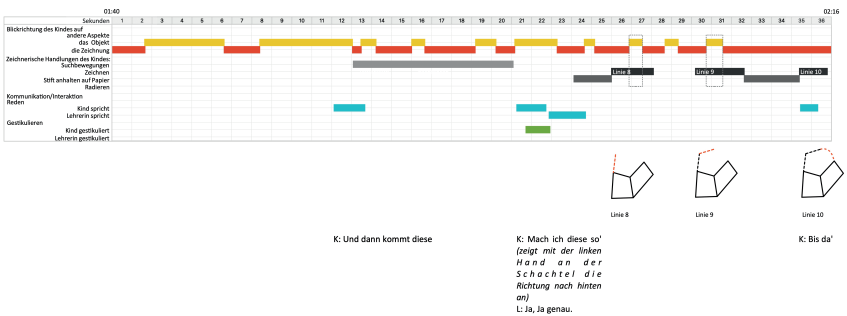 01:40 02:16
Sekunden 1 2 3 4 5 6 7 8 9 10 11 12 13 14 15 16 17 18 19 20 21 22 23 24 25 26 27 28 29 30 31 32 33 34 35 36
Blickrichtung des Kindes auf
andere Aspekte
das Objekt
die Zeichnung
Zeichnerische Handlungen des Kindes:
Suchbewegungen
Zeichnen Linie 8 Linie 9 Linie 10
Stift anhalten auf Papier
Radieren
Kommunikation/Interaktion
Reden
Kind spricht
Lehrerin spricht
Gestikulieren
Kind gestikuliert
Lehrerin gestikuliert
Linie 8 Linie 9 Linie 10
K: Und dann kommt diese
K: Mach ich diese so'
(zeigt mit der linken
Hand an der
Schachtel die
Richtung nach hinten
an)
L: Ja, Ja genau.
K: Bis da'